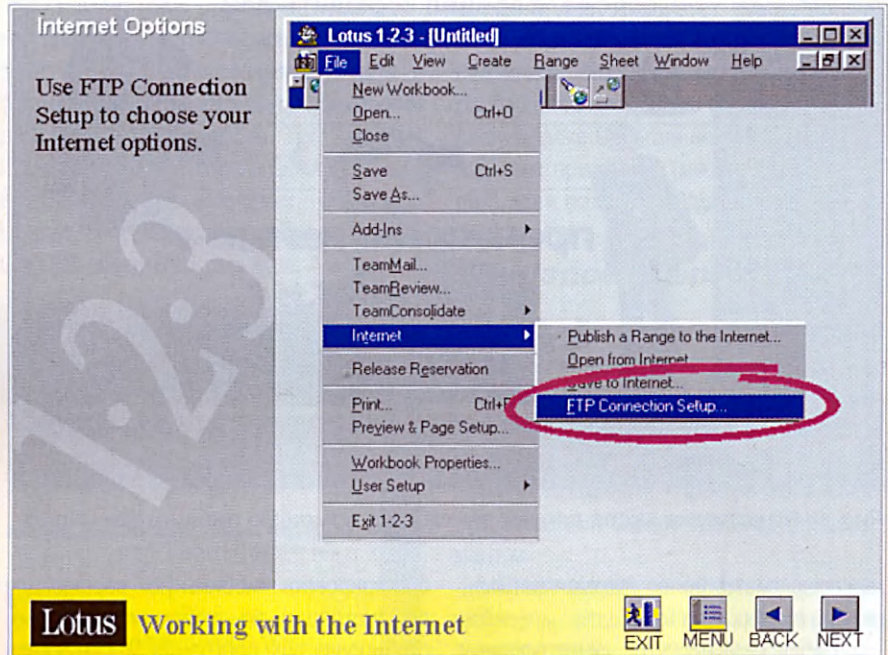 Internet Options
Use FTP Connection
Setup to choose your
Internet options.
1·2·3
Lotus 1-2-3 - [Untitled]
File Edit View Create Range Sheet Window Help
New Workbook...
Open... Ctrl+O
Close
Save Ctrl+S
Save As...
Add-Ins
TeamMail...
TeamReview...
TeamConsolidate
Internet
Publish a Range to the Internet...
Open from Internet
Save to Internet...
FTP Connection Setup...
Release Reservation
Print... Ctrl+P
Preview & Page Setup...
Workbook Properties...
User Setup
Exit 1-2-3
Lotus Working with the Internet
EXIT MENU BACK NEXT